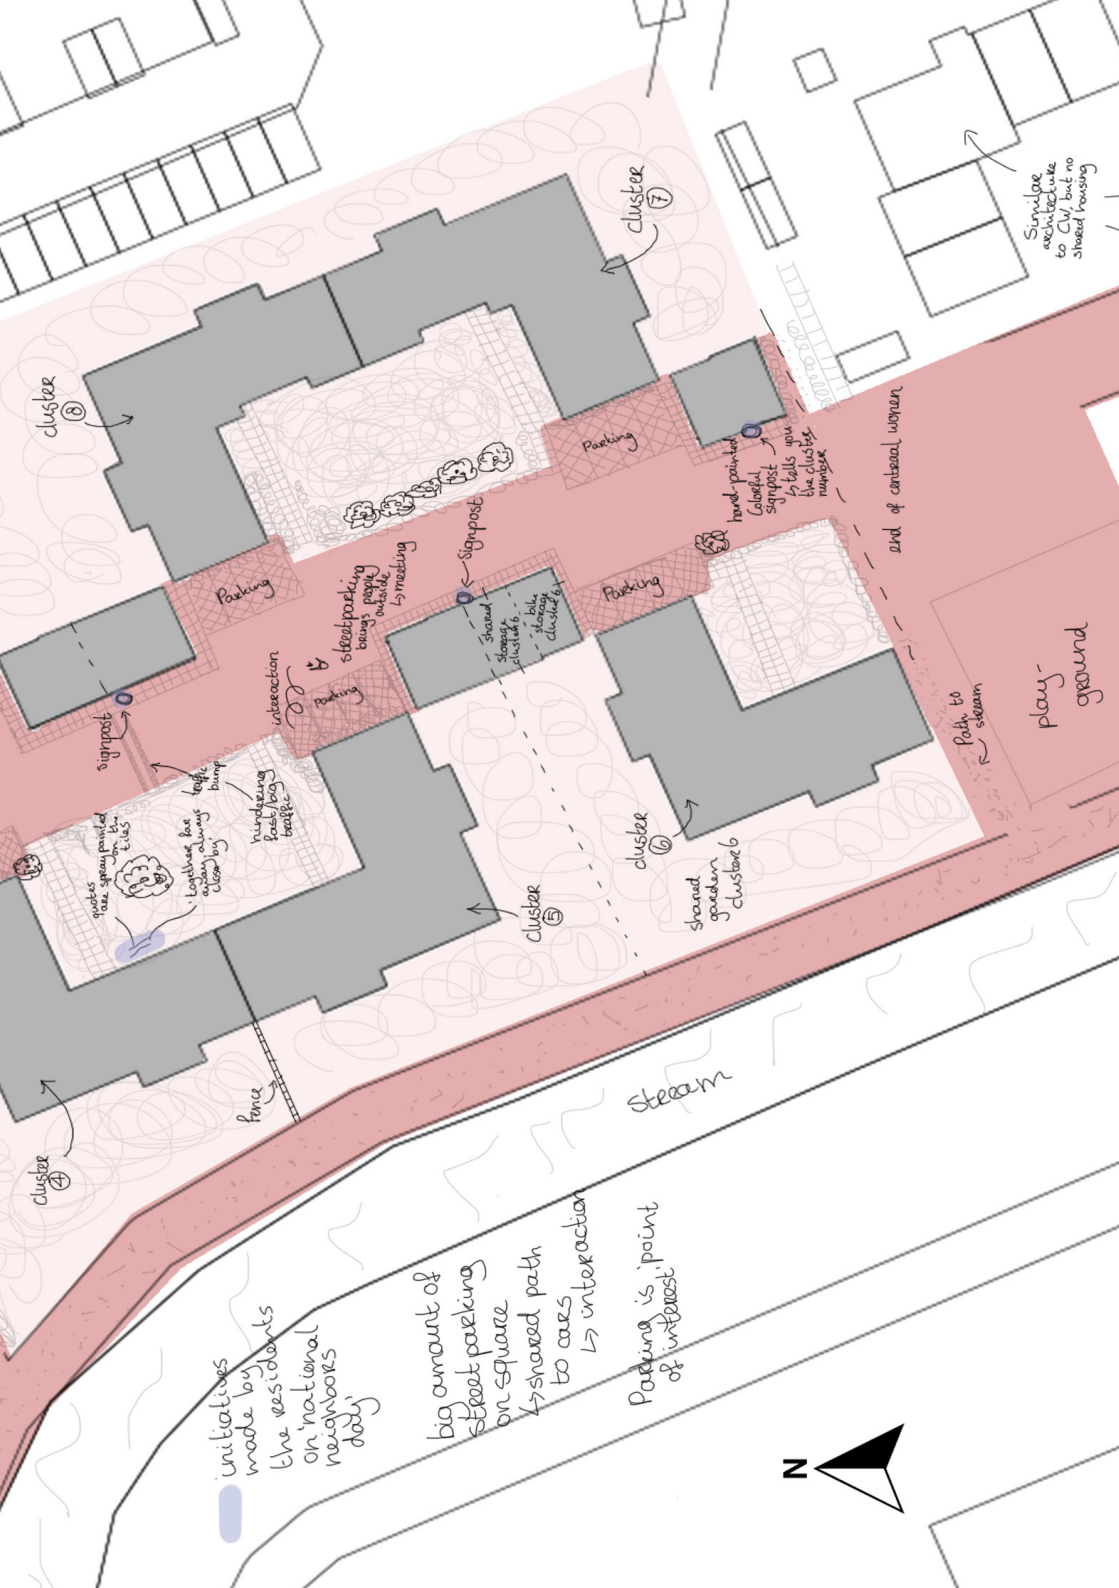 cluster
8
cluster
7
Similar
architecture
to CW, but no
shared housing
Parking
Parking
Parking
Parking
hand-painted
colorful
signpost
↳ tells you
the cluster
number
end of centraal wonen
Signpost
shared
storage
cluster 6
bike
storage
cluster 6
Streetparking
brings people
outside
↳ meeting
interaction
Signpost
traffic
bump
hindering
fast/big
traffic
quotes
are spraypainted
on the
tiles
'together far
away, always
close by'
cluster
5
cluster
6
shared
garden
cluster 6
Path to
stream
play-
ground
fence
cluster
4
Stream
initiatives
made by
the residents
on 'national
neighbors
day'
big amount of
streetparking
on square
↳ shared path
to cars
↳ interaction
Parking is 'point
of interest'
N